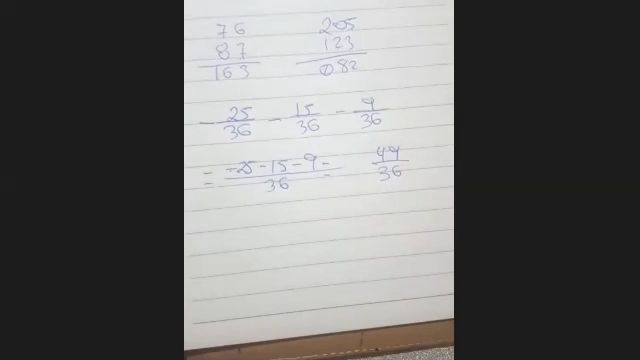 76 205
87 123
163 082
- 25/36 - 15/36 - 9/36
= -25-15-9/36 = - 49/36